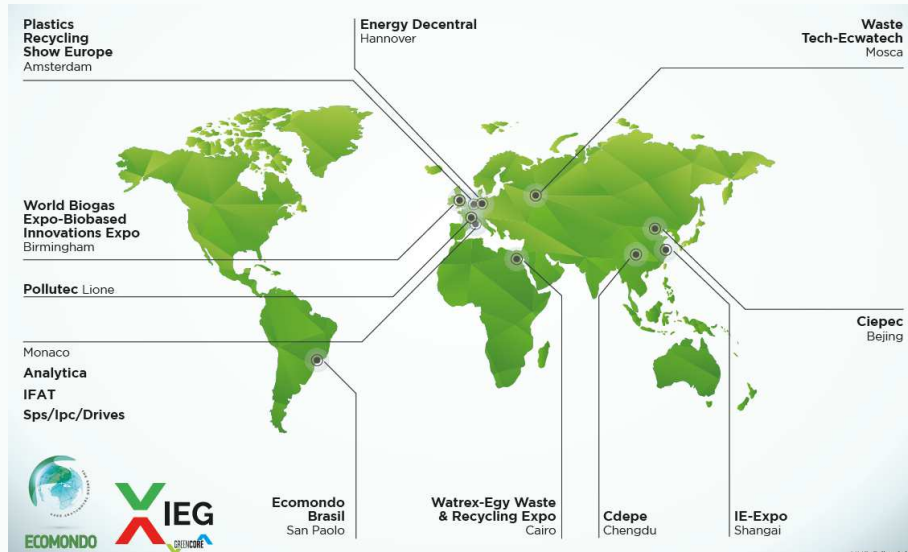 Plastics
Recycling
Show Europe
Amsterdam
Energy Decentral
Hannover
Waste
Tech-Ecwatech
Mosca
World Biogas
Expo-Biobased
Innovations Expo
Birmingham
Pollutec Lione
Monaco
Analytica
IFAT
Sps/Ipc/Drives
Ciepec
Bejing
Ecomondo
Brasil
San Paolo
Watrex-Egy Waste
& Recycling Expo
Cairo
Cdepe
Chengdu
IE-Expo
Shangai
ECOMONDO
IEG
GREENCORE